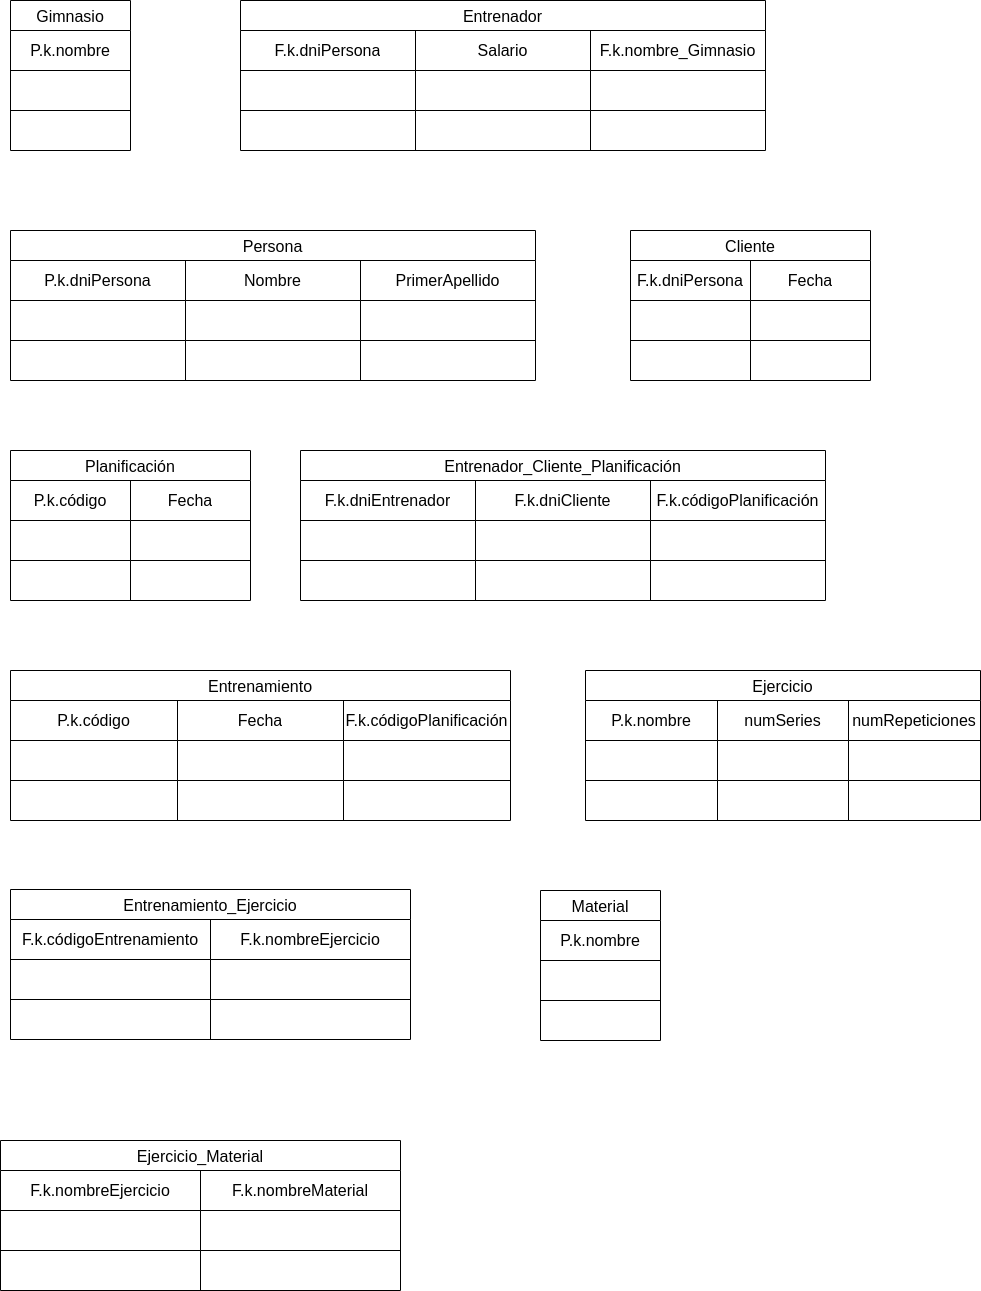 Gimnasio
P.k.nombre
Entrenador
F.k.dniPersona Salario F.k.nombre_Gimnasio
Persona
P.k.dniPersona Nombre PrimerApellido
Cliente
F.k.dniPersona Fecha
Planificación
P.k.código Fecha
Entrenador_Cliente_Planificación
F.k.dniEntrenador F.k.dniCliente F.k.códigoPlanificación
Entrenamiento
P.k.código Fecha F.k.códigoPlanificación
Ejercicio
P.k.nombre numSeries numRepeticiones
Entrenamiento_Ejercicio
F.k.códigoEntrenamiento F.k.nombreEjercicio
Material
P.k.nombre
Ejercicio_Material
F.k.nombreEjercicio F.k.nombreMaterial